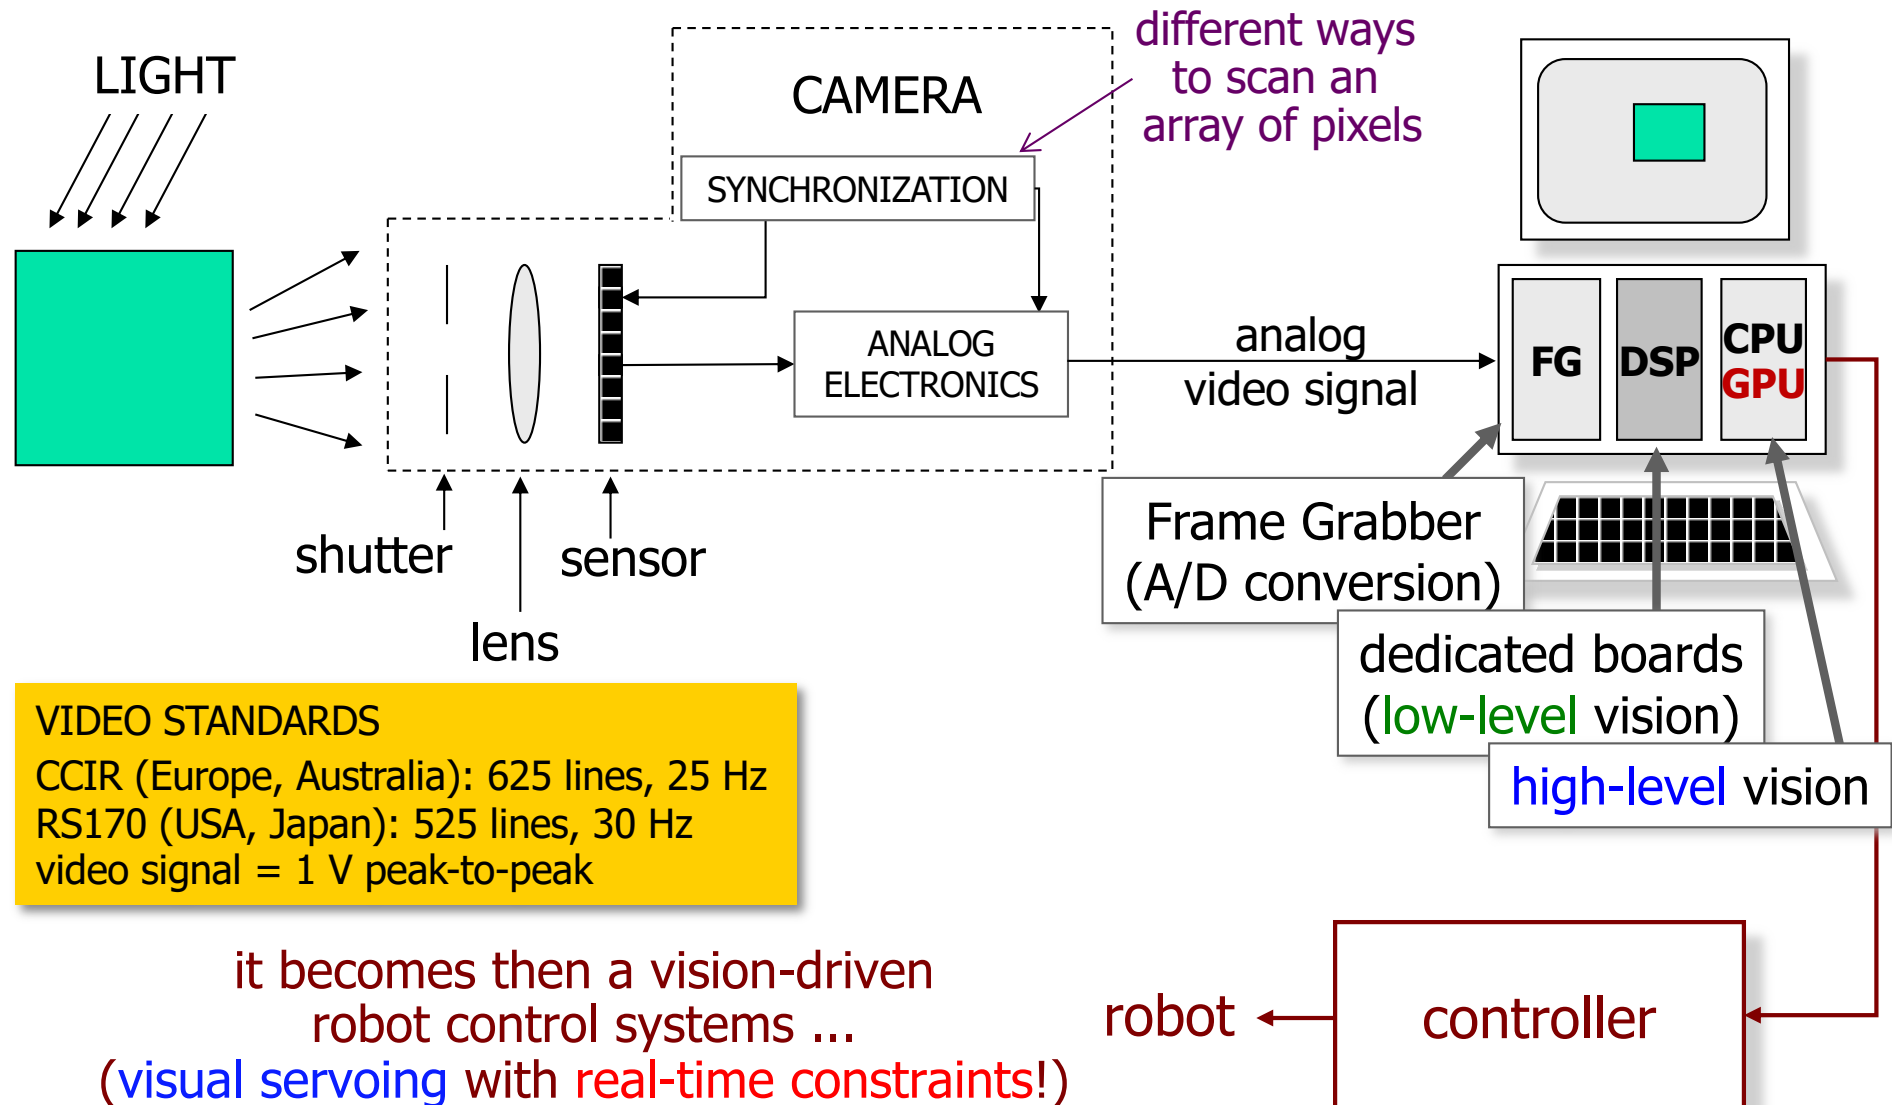 LIGHT
CAMERA
different ways
to scan an
array of pixels
SYNCHRONIZATION
ANALOG
ELECTRONICS
analog
video signal
FG
DSP
CPU
GPU
shutter
lens
sensor
Frame Grabber
(A/D conversion)
dedicated boards
(low-level vision)
high-level vision
VIDEO STANDARDS
CCIR (Europe, Australia): 625 lines, 25 Hz
RS170 (USA, Japan): 525 lines, 30 Hz
video signal = 1 V peak-to-peak
it becomes then a vision-driven
robot control systems ...
(visual servoing with real-time constraints!)
robot
controller